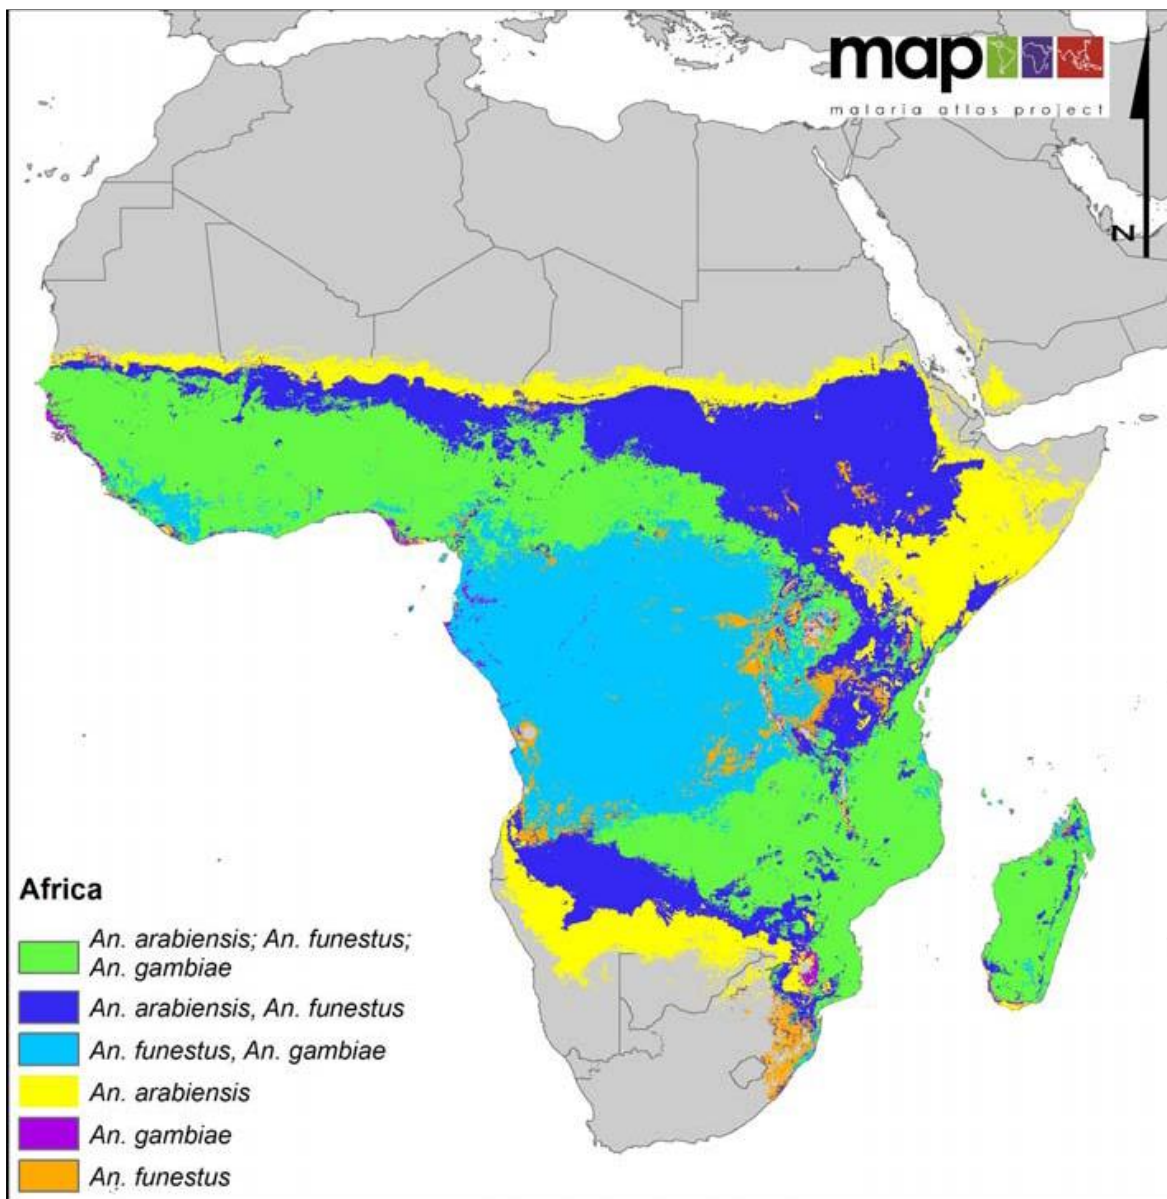 map
malaria atlas project
N
Africa
An. arabiensis; An. funestus;
An. gambiae
An. arabiensis, An. funestus
An. funestus, An. gambiae
An. arabiensis
An. gambiae
An. funestus